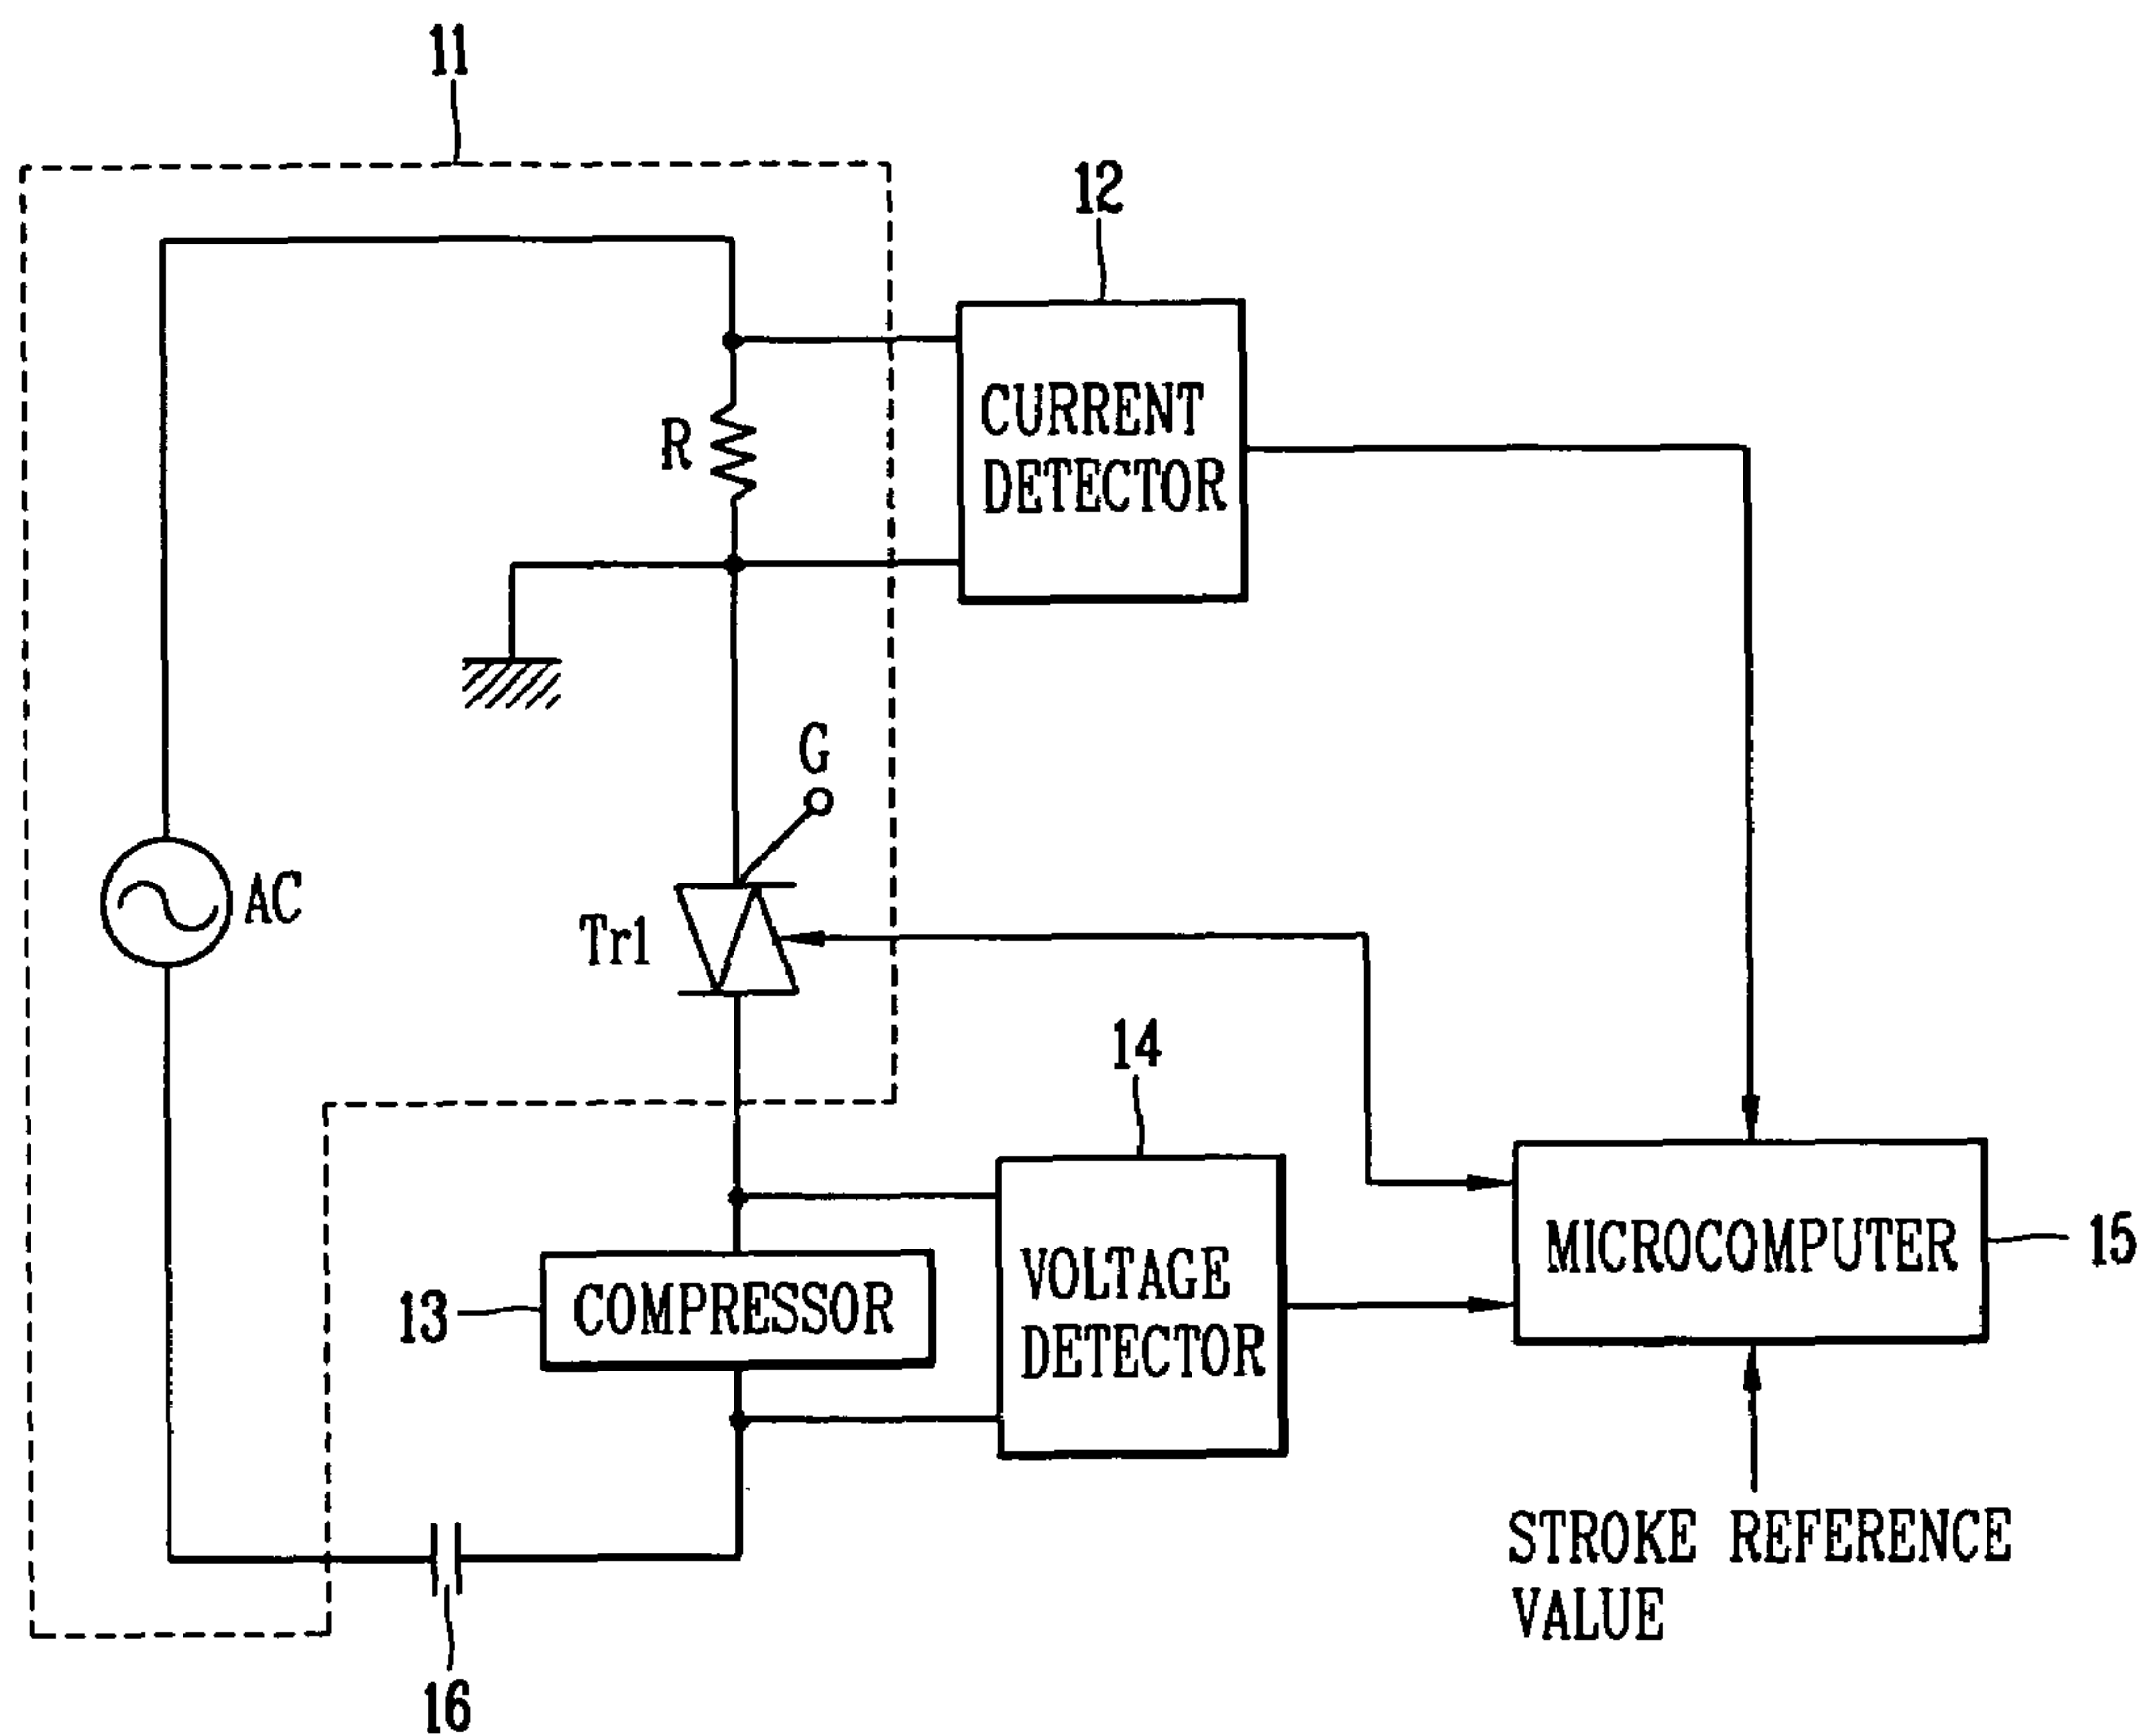 11
12
CURRENT
DETECTOR
R
G
AC
Tr1
14
MICROCOMPUTER
15
VOLTAGE
DETECTOR
13
COMPRESSOR
STROKE REFERENCE
VALUE
16